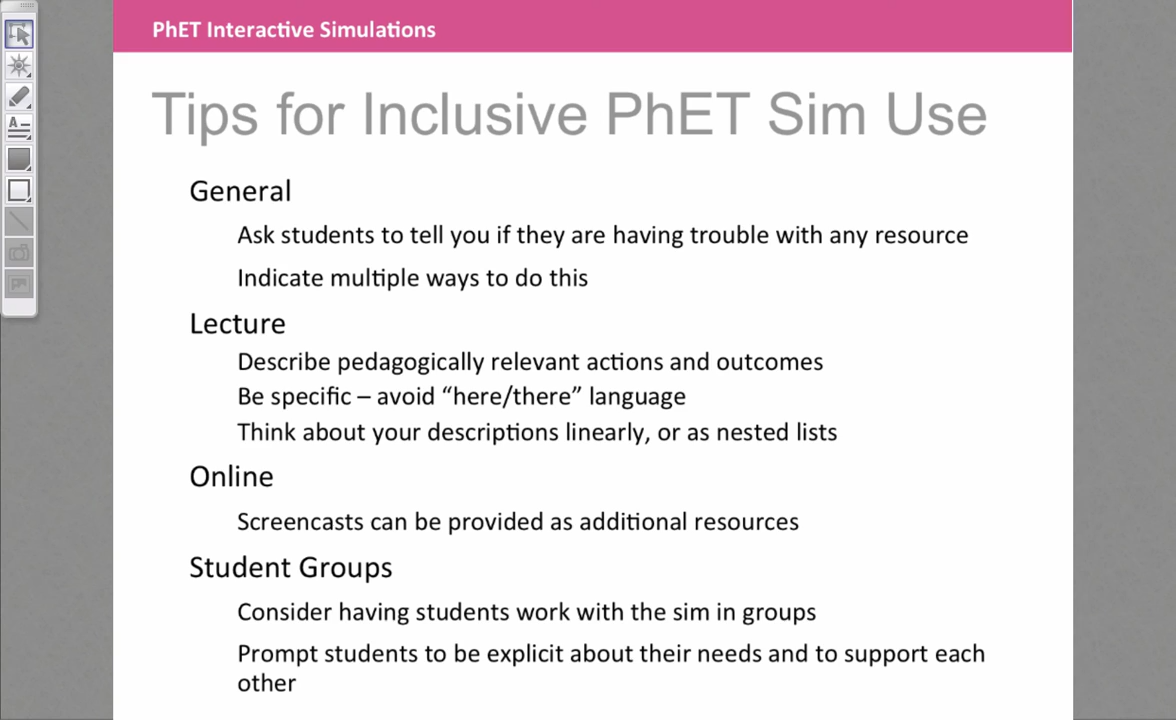 PhET Interactive Simulations
Tips for Inclusive PhET Sim Use
General
Ask students to tell you if they are having trouble with any resource
Indicate multiple ways to do this
Lecture
Describe pedagogically relevant actions and outcomes
Be specific – avoid “here/there” language
Think about your descriptions linearly, or as nested lists
Online
Screencasts can be provided as additional resources
Student Groups
Consider having students work with the sim in groups
Prompt students to be explicit about their needs and to support each
other